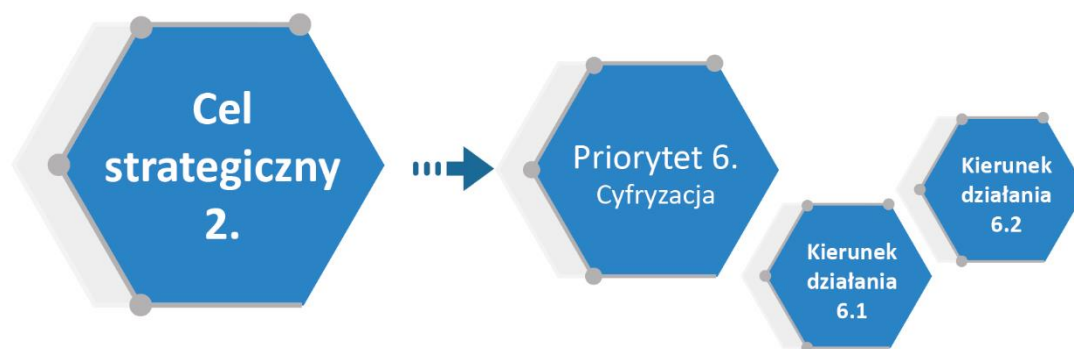 Cel
strategiczny
2.
Priorytet 6.
Cyfryzacja
Kierunek
działania
6.1
Kierunek
działania
6.2